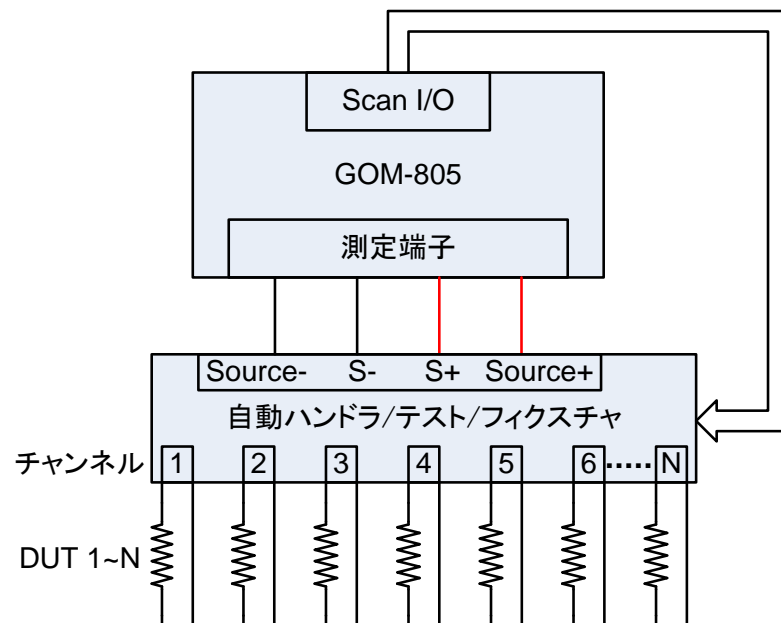 Scan I/O
GOM-805
測定端子
Source- S- S+ Source+
自動ハンドラ/テスト/フィクスチャ
チャンネル 1 2 3 4 5 6 ..... N
DUT 1~N